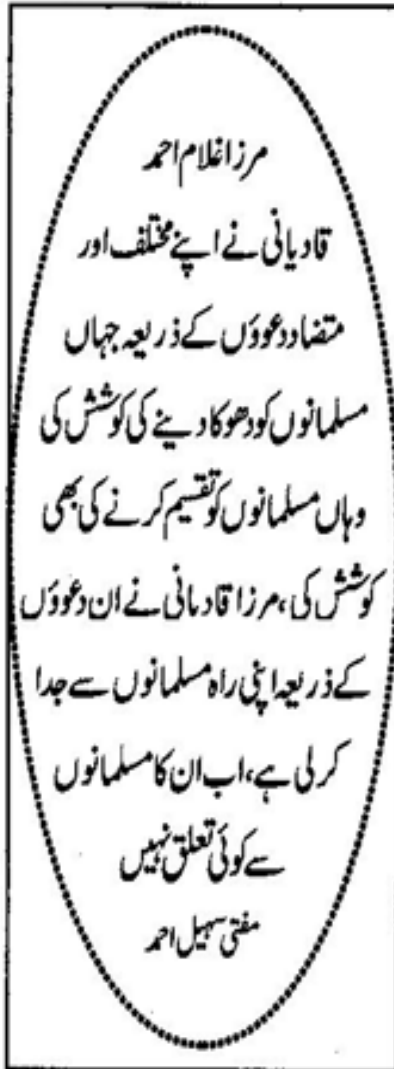 مرزا غلام احمد
قادیانی نے اپنے مختلف اور
متضاد دعوؤں کے ذریعہ جہاں
مسلمانوں کو دھوکا دینے کی کوشش کی
وہاں مسلمانوں کو تقسیم کرنے کی بھی
کوشش کی، مرزا قادیانی نے ان دعوؤں
کے ذریعہ اپنی راہ مسلمانوں سے جدا
کرلی ہے، اب ان کا مسلمانوں
سے کوئی تعلق نہیں
مفتی سہیل احمد